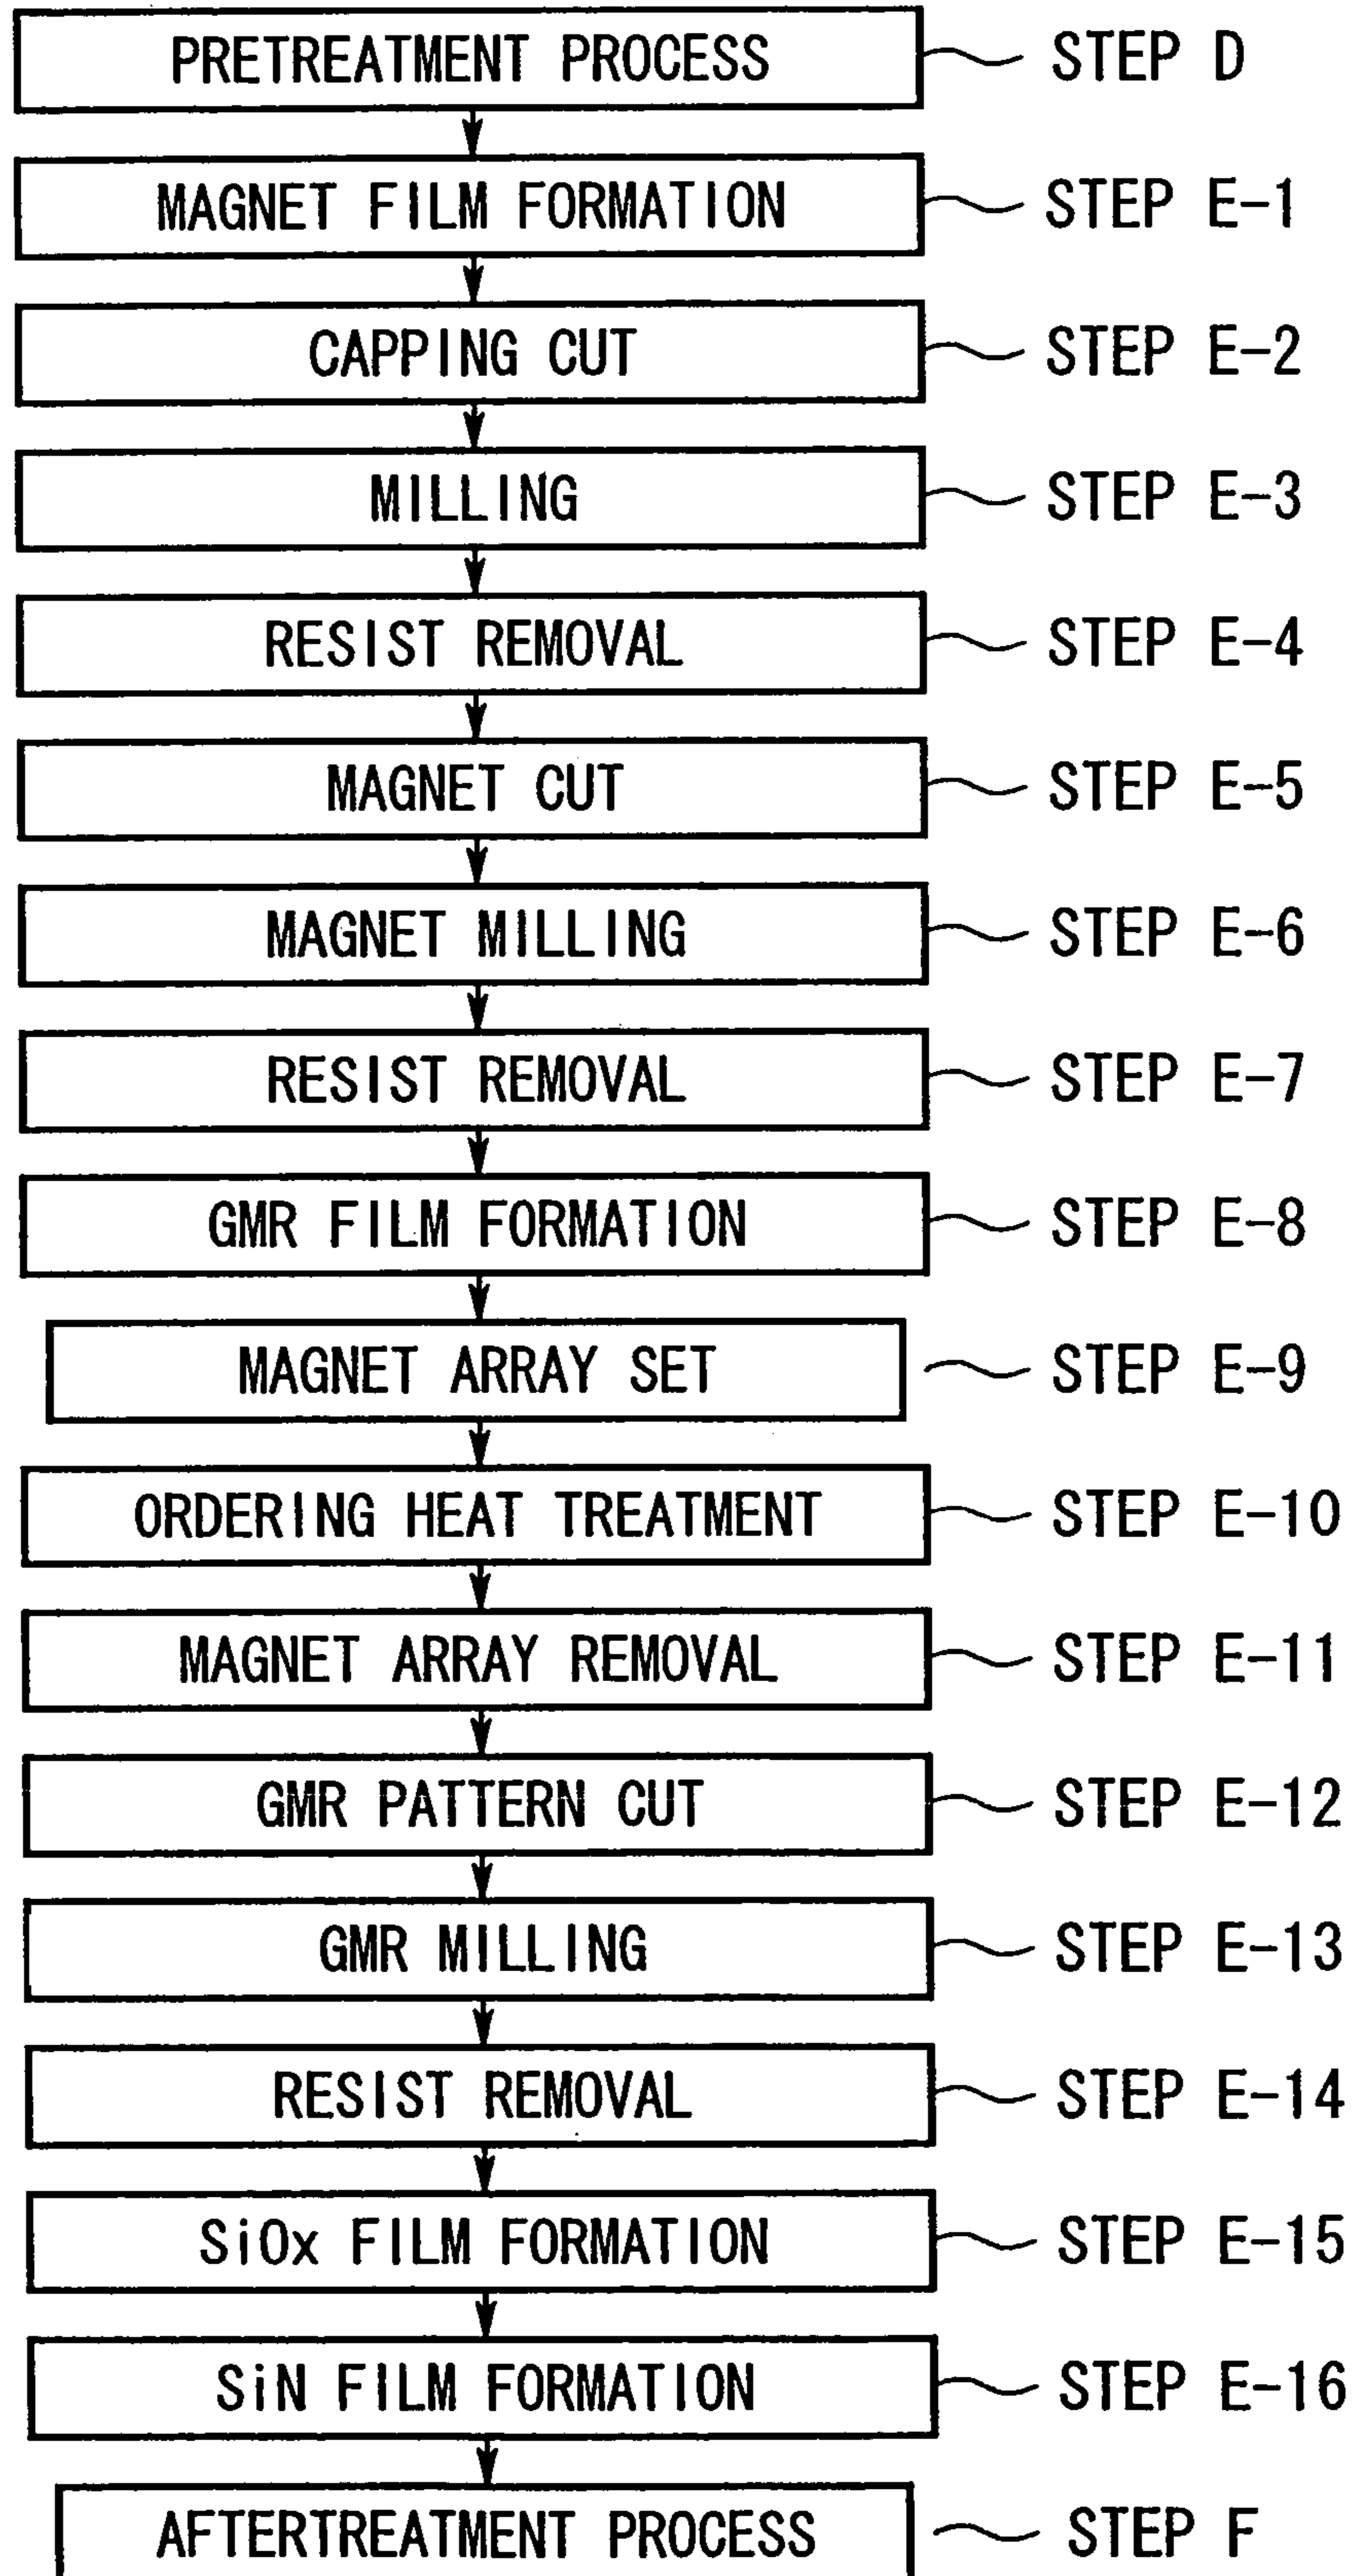 PRETREATMENT PROCESS STEP D
MAGNET FILM FORMATION STEP E-1
CAPPING CUT STEP E-2
MILLING STEP E-3
RESIST REMOVAL STEP E-4
MAGNET CUT STEP E-5
MAGNET MILLING STEP E-6
RESIST REMOVAL STEP E-7
GMR FILM FORMATION STEP E-8
MAGNET ARRAY SET STEP E-9
ORDERING HEAT TREATMENT STEP E-10
MAGNET ARRAY REMOVAL STEP E-11
GMR PATTERN CUT STEP E-12
GMR MILLING STEP E-13
RESIST REMOVAL STEP E-14
SiOx FILM FORMATION STEP E-15
SiN FILM FORMATION STEP E-16
AFTERTREATMENT PROCESS STEP F